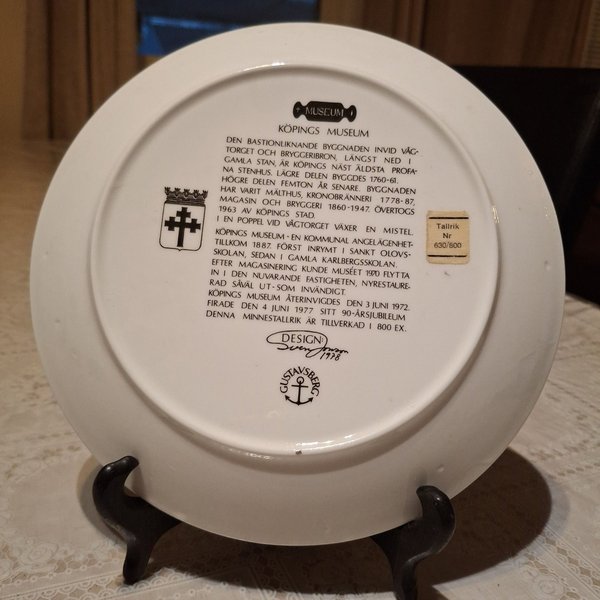 MUSEUM
KÖPINGS MUSEUM
DEN BASTIONLIKNANDE BYGGNADEN INVID VÅG-
TORGET OCH BRYGGERIBRON, LÄNGST NED I
GAMLA STAN, ÄR KÖPINGS NÄST ÄLDSTA PROFA-
NA STENHUS. LÄGRE DELEN BYGGDES 1760-61.
HÖGRE DELEN FEMTON ÅR SENARE. BYGGNADEN
HAR VARIT MÄLTHUS, KRONOBRÄNNERI 1778-87,
MAGASIN OCH BRYGGERI 1860-1947. ÖVERTOGS
1963 AV KÖPINGS STAD.
I EN POPPEL VID VÅGTORGET VÄXER EN MISTEL.
KÖPINGS MUSEUM - EN KOMMUNAL ANGELÄGENHET-
TILLKOM 1887. FÖRST INRYMT I SANKT OLOVS-
SKOLAN, SEDAN I GAMLA KARLBERGSSKOLAN.
EFTER MAGASINERING KUNDE MUSÉET 1970 FLYTTA
IN I DEN NUVARANDE FASTIGHETEN, NYRESTAURE-
RAD SÅVÄL UT- SOM INVÄNDIGT.
KÖPINGS MUSEUM ÅTERINVIGDES DEN 3 JUNI 1972.
FIRADE DEN 4 JUNI 1977 SITT 90-ÅRSJUBILEUM
DENNA MINNESTALLRIK ÄR TILLVERKAD I 800 EX.
Tallrik
Nr
630/800
DESIGN:
Sven Jonson
1978
GUSTAVSBERG